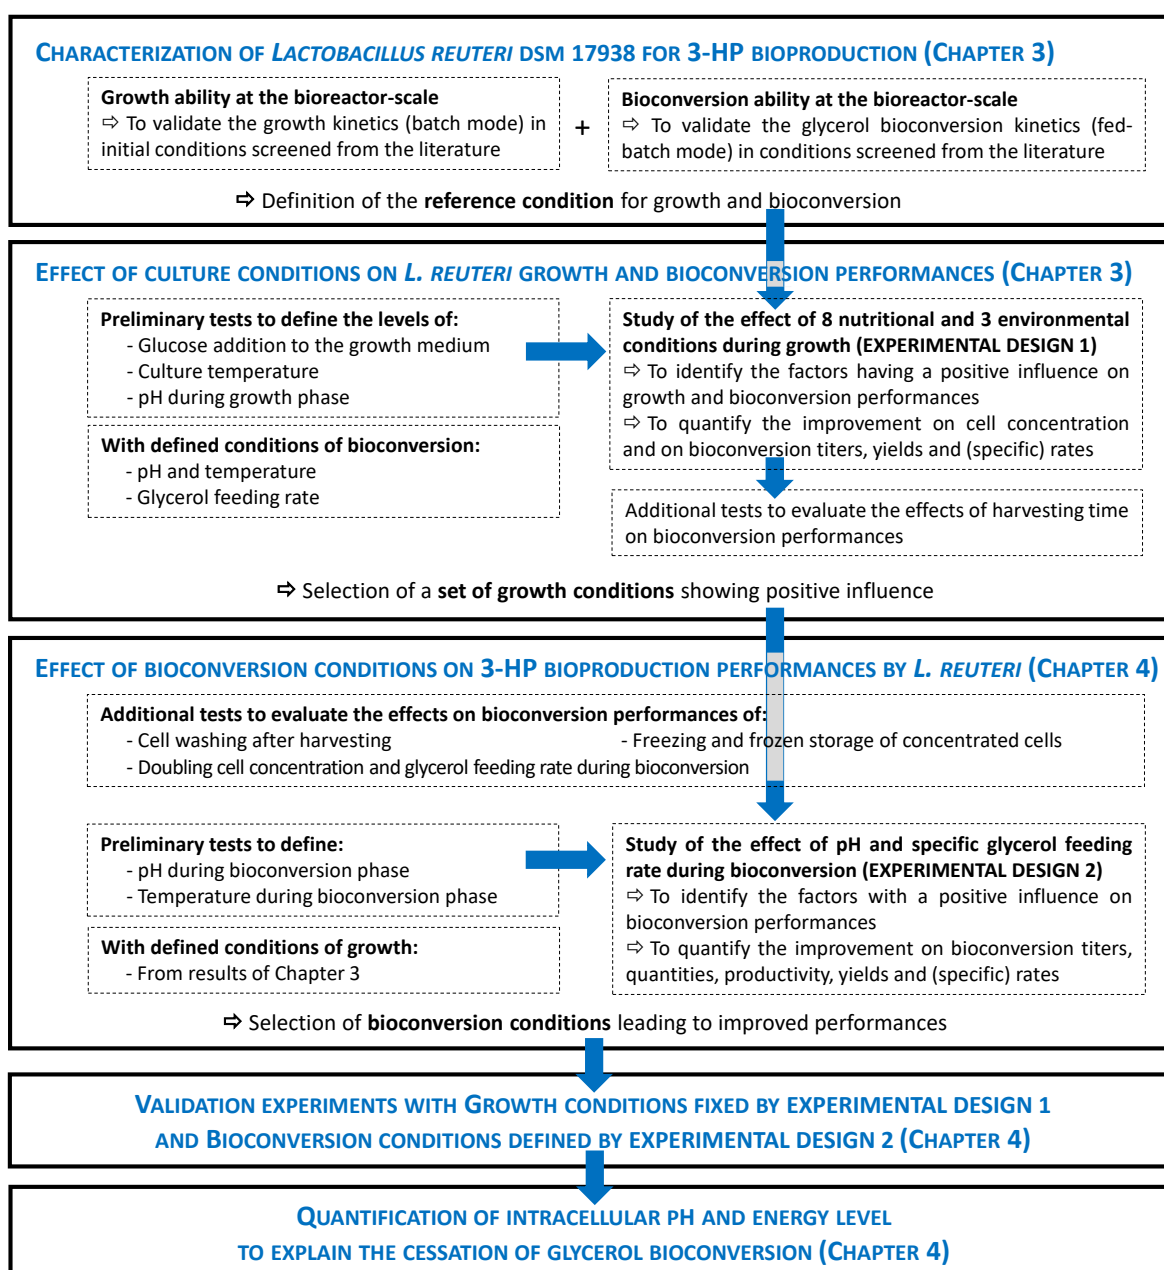 CHARACTERIZATION OF LACTOBACILLUS REUTERI DSM 17938 FOR 3-HP BIOPRODUCTION (CHAPTER 3)
Growth ability at the bioreactor-scale
⇨ To validate the growth kinetics (batch mode) in
initial conditions screened from the literature
+
Bioconversion ability at the bioreactor-scale
⇨ To validate the glycerol bioconversion kinetics (fed-
batch mode) in conditions screened from the literature
⇨ Definition of the reference condition for growth and bioconversion
EFFECT OF CULTURE CONDITIONS ON L. REUTERI GROWTH AND BIOCONVERSION PERFORMANCES (CHAPTER 3)
Preliminary tests to define the levels of:
- Glucose addition to the growth medium
- Culture temperature
- pH during growth phase
With defined conditions of bioconversion:
- pH and temperature
- Glycerol feeding rate
Study of the effect of 8 nutritional and 3 environmental
conditions during growth (EXPERIMENTAL DESIGN 1)
⇨ To identify the factors having a positive influence on
growth and bioconversion performances
⇨ To quantify the improvement on cell concentration
and on bioconversion titers, yields and (specific) rates
Additional tests to evaluate the effects of harvesting time
on bioconversion performances
⇨ Selection of a set of growth conditions showing positive influence
EFFECT OF BIOCONVERSION CONDITIONS ON 3-HP BIOPRODUCTION PERFORMANCES BY L. REUTERI (CHAPTER 4)
Additional tests to evaluate the effects on bioconversion performances of:
- Cell washing after harvesting - Freezing and frozen storage of concentrated cells
- Doubling cell concentration and glycerol feeding rate during bioconversion
Preliminary tests to define:
- pH during bioconversion phase
- Temperature during bioconversion phase
With defined conditions of growth:
- From results of Chapter 3
Study of the effect of pH and specific glycerol feeding
rate during bioconversion (EXPERIMENTAL DESIGN 2)
⇨ To identify the factors with a positive influence on
bioconversion performances
⇨ To quantify the improvement on bioconversion titers,
quantities, productivity, yields and (specific) rates
⇨ Selection of bioconversion conditions leading to improved performances
VALIDATION EXPERIMENTS WITH GROWTH CONDITIONS FIXED BY EXPERIMENTAL DESIGN 1
AND BIOCONVERSION CONDITIONS DEFINED BY EXPERIMENTAL DESIGN 2 (CHAPTER 4)
QUANTIFICATION OF INTRACELLULAR PH AND ENERGY LEVEL
TO EXPLAIN THE CESSATION OF GLYCEROL BIOCONVERSION (CHAPTER 4)